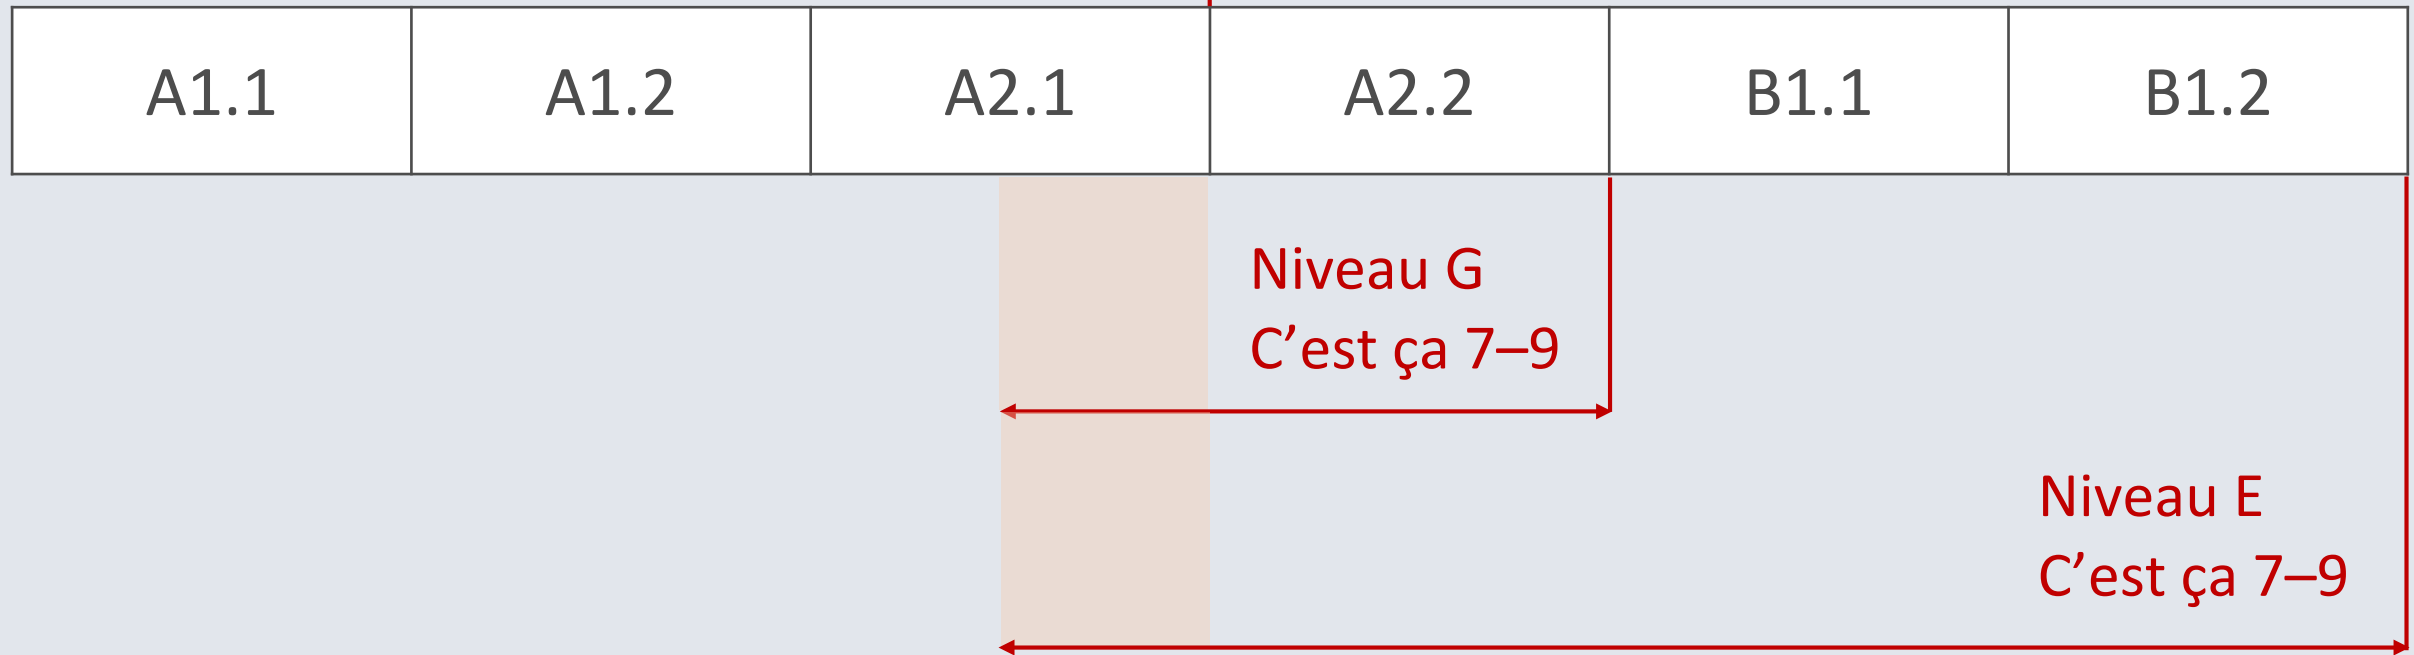 A1.1 A1.2 A2.1 A2.2 B1.1 B1.2
Niveau G
C’est ça 7–9
Niveau E
C’est ça 7–9